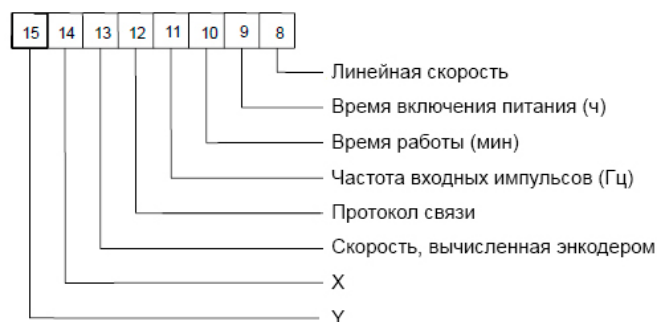 15 14 13 12 11 10 9 8
Линейная скорость
Время включения питания (ч)
Время работы (мин)
Частота входных импульсов (Гц)
Протокол связи
Скорость, вычисленная энкодером
X
Y